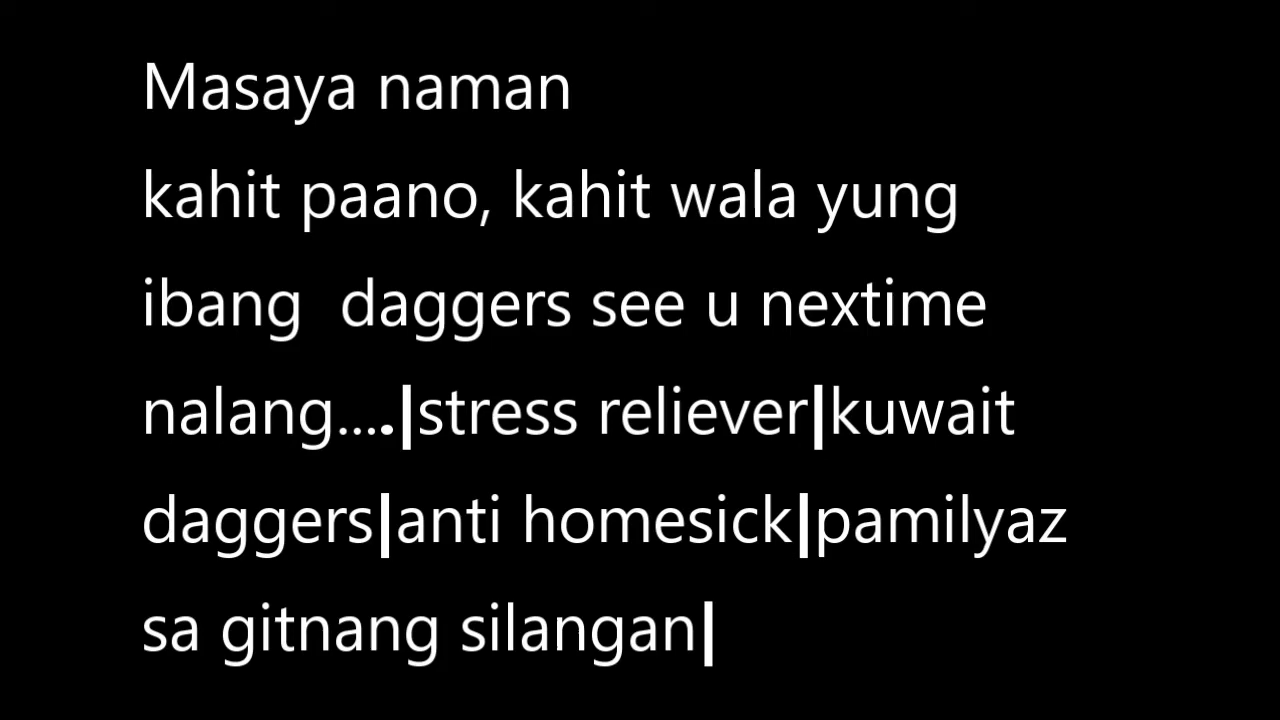 Masaya naman
kahit paano, kahit wala yung
ibang  daggers see u nextime
nalang....|stress reliever|kuwait
daggers|anti homesick|pamilyaz
sa gitnang silangan|